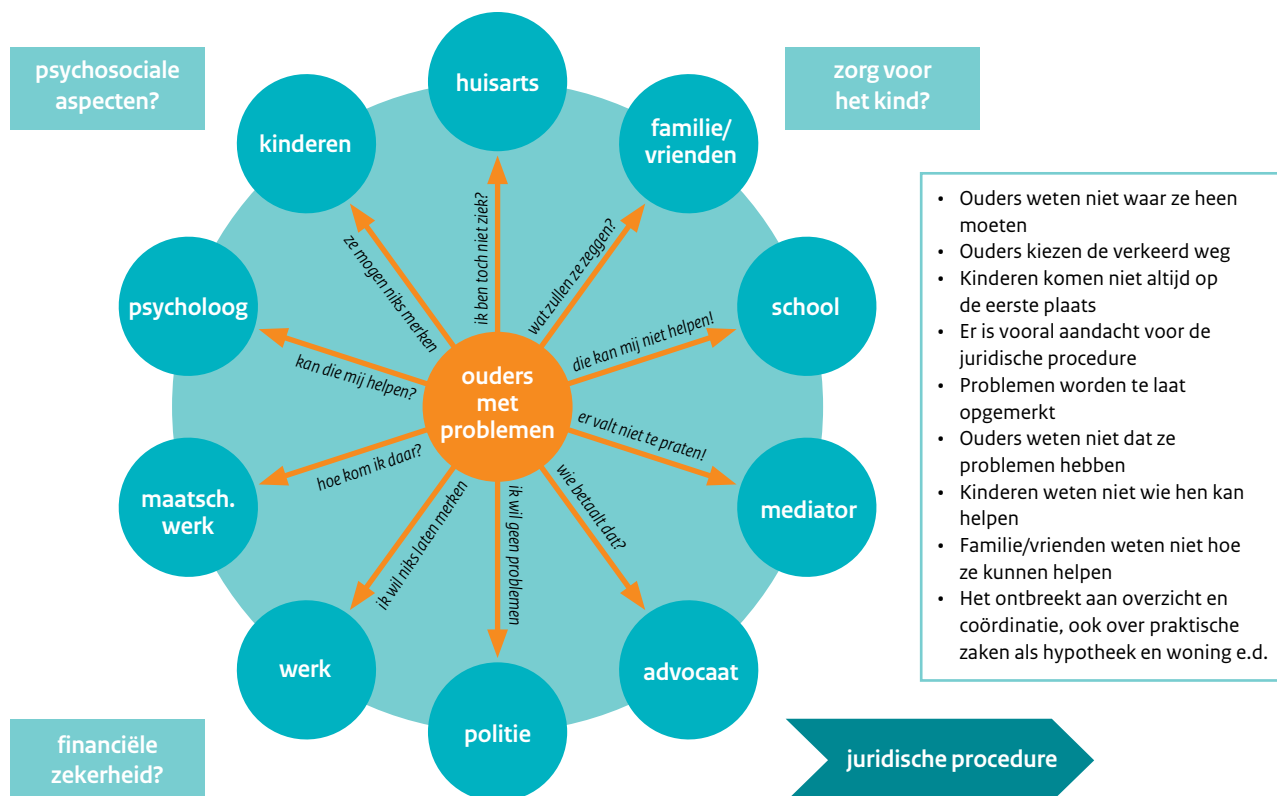 psychosociale
aspecten?
huisarts
zorg voor
het kind?
kinderen
familie/
vrienden
ik ben toch niet ziek?
ze mogen niks merken
wat zullen ze zeggen?
psycholoog
school
kan die mij helpen?
die kan mij niet helpen!
ouders
met
problemen
er valt niet te praten!
hoe kom ik daar?
maatsch.
werk
mediator
ik wil niks laten merken
ik wil geen problemen
wie betaalt dat?
werk
advocaat
politie
financiële
zekerheid?
juridische procedure
• Ouders weten niet waar ze heen
moeten
• Ouders kiezen de verkeerd weg
• Kinderen komen niet altijd op
de eerste plaats
• Er is vooral aandacht voor de
juridische procedure
• Problemen worden te laat
opgemerkt
• Ouders weten niet dat ze
problemen hebben
• Kinderen weten niet wie hen kan
helpen
• Familie/vrienden weten niet hoe
ze kunnen helpen
• Het ontbreekt aan overzicht en
coördinatie, ook over praktische
zaken als hypotheek en woning e.d.